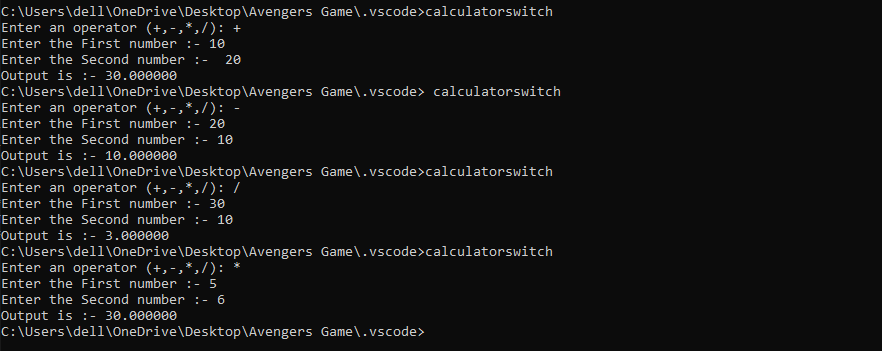 C:\Users\dell\OneDrive\Desktop\Avengers Game\.vscode>calculatorswitch
Enter an operator (+,-,*,/): +
Enter the First number :- 10
Enter the Second number :-  20
Output is :- 30.000000
C:\Users\dell\OneDrive\Desktop\Avengers Game\.vscode> calculatorswitch
Enter an operator (+,-,*,/): -
Enter the First number :- 20
Enter the Second number :- 10
Output is :- 10.000000
C:\Users\dell\OneDrive\Desktop\Avengers Game\.vscode>calculatorswitch
Enter an operator (+,-,*,/): /
Enter the First number :- 30
Enter the Second number :- 10
Output is :- 3.000000
C:\Users\dell\OneDrive\Desktop\Avengers Game\.vscode>calculatorswitch
Enter an operator (+,-,*,/): *
Enter the First number :- 5
Enter the Second number :- 6
Output is :- 30.000000
C:\Users\dell\OneDrive\Desktop\Avengers Game\.vscode>